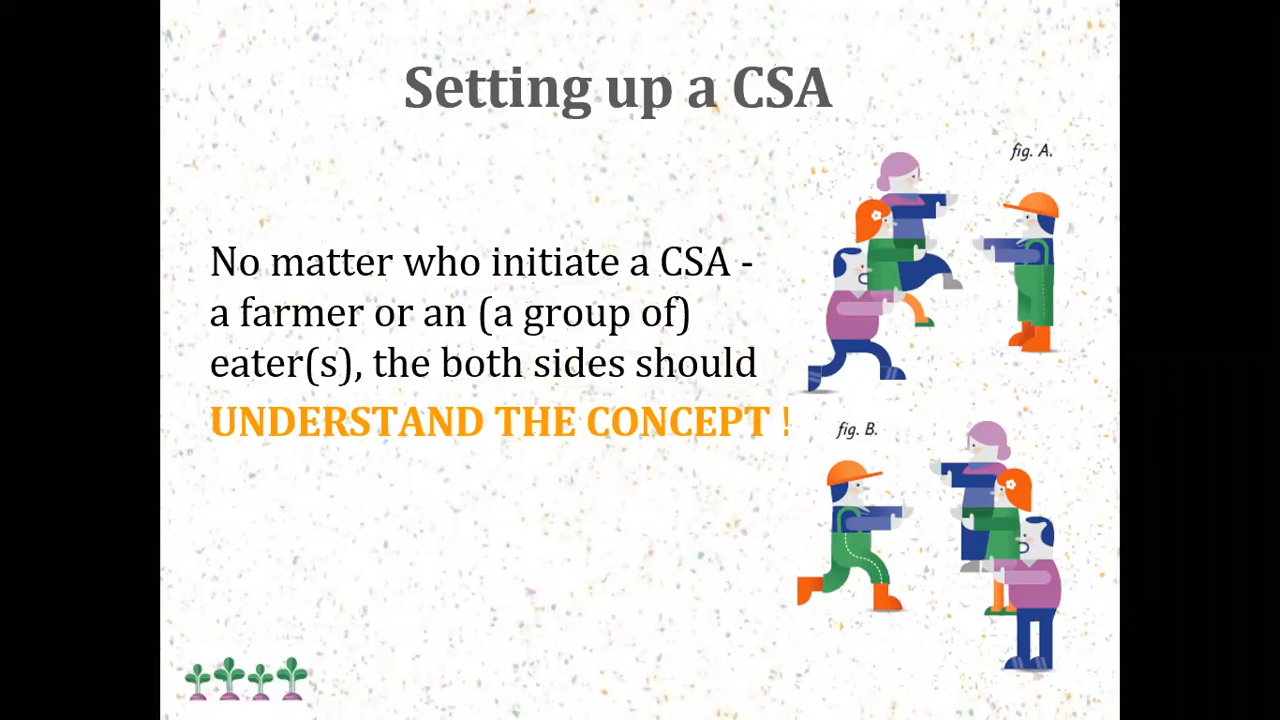 Setting up a CSA
fig. A.
No matter who initiate a CSA -
a farmer or an (a group of)
eater(s), the both sides should
UNDERSTAND THE CONCEPT !
fig. B.